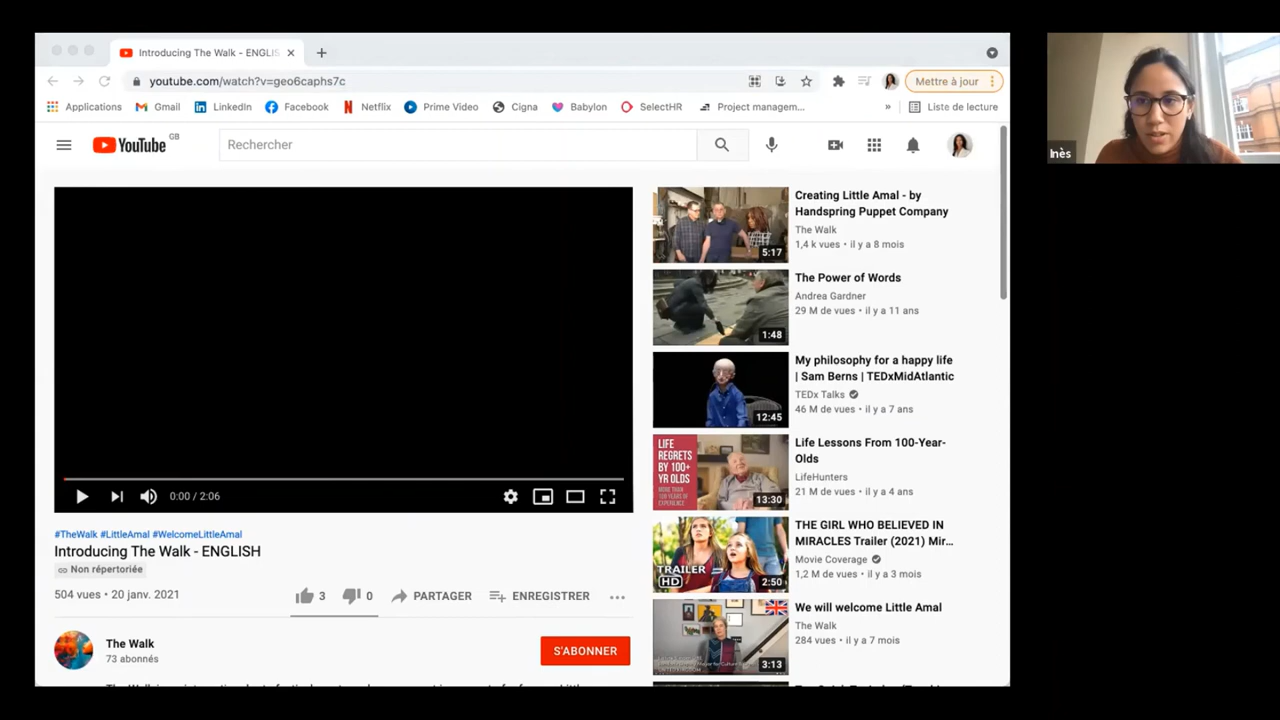 Introducing The Walk - ENGLIS
youtube.com/watch?v=geo6caphs7c
Mettre à jour
Applications
Gmail
LinkedIn
Facebook
Netflix
Prime Video
Cigna
Babylon
SelectHR
Project managem...
»
Liste de lecture
YouTube GB
Rechercher
0:00 / 2:06
#TheWalk #LittleAmal #WelcomeLittleAmal
Introducing The Walk - ENGLISH
Non répertoriée
504 vues • 20 janv. 2021
3
0
PARTAGER
ENREGISTRER
The Walk
73 abonnés
S'ABONNER
5:17
Creating Little Amal - by
Handspring Puppet Company
The Walk
1,4 k vues • il y a 8 mois
1:48
The Power of Words
Andrea Gardner
29 M de vues • il y a 11 ans
12:45
My philosophy for a happy life
| Sam Berns | TEDxMidAtlantic
TEDx Talks
46 M de vues • il y a 7 ans
LIFE
REGRETS
BY 100+
YR OLDS
13:30
Life Lessons From 100-Year-
Olds
LifeHunters
21 M de vues • il y a 4 ans
TRAILER
HD
2:50
THE GIRL WHO BELIEVED IN
MIRACLES Trailer (2021) Mir...
Movie Coverage
1,2 M de vues • il y a 3 mois
3:13
We will welcome Little Amal
The Walk
284 vues • il y a 7 mois
Inès